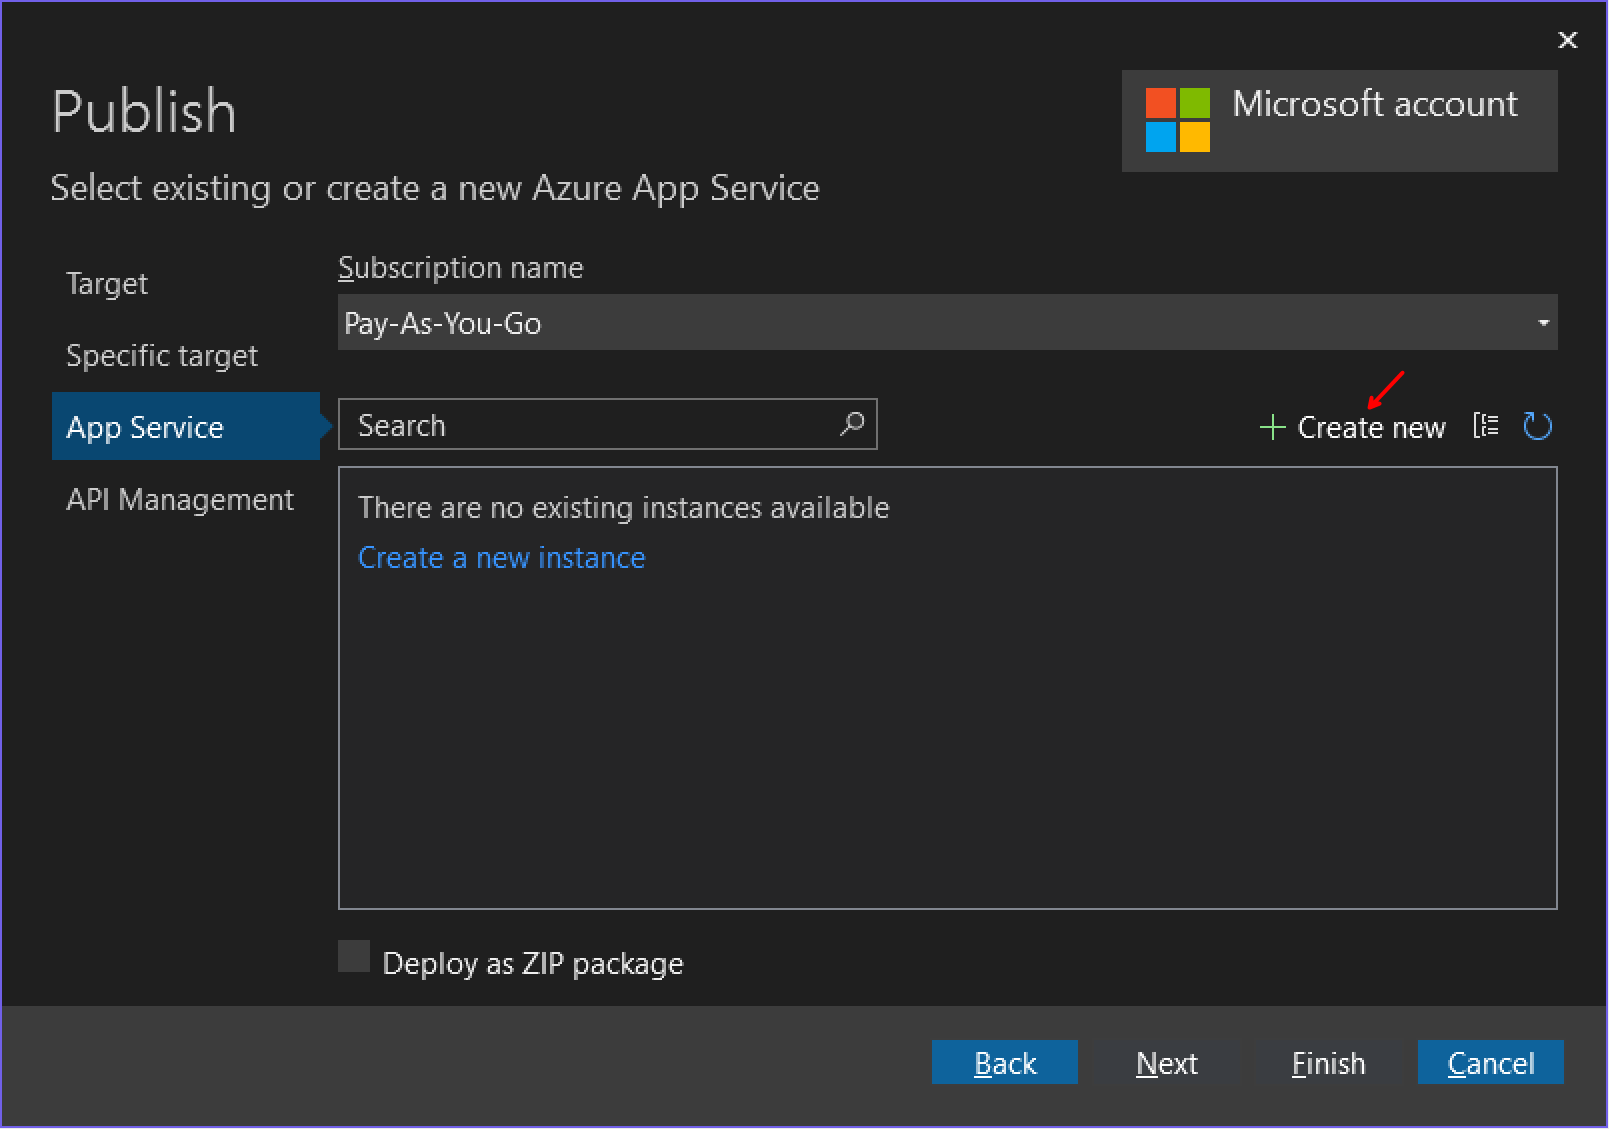 Publish
Microsoft account
Select existing or create a new Azure App Service
Target
Specific target
App Service
API Management
Subscription name
Pay-As-You-Go
Search
Create new
There are no existing instances available
Create a new instance
Deploy as ZIP package
Back
Next
Finish
Cancel